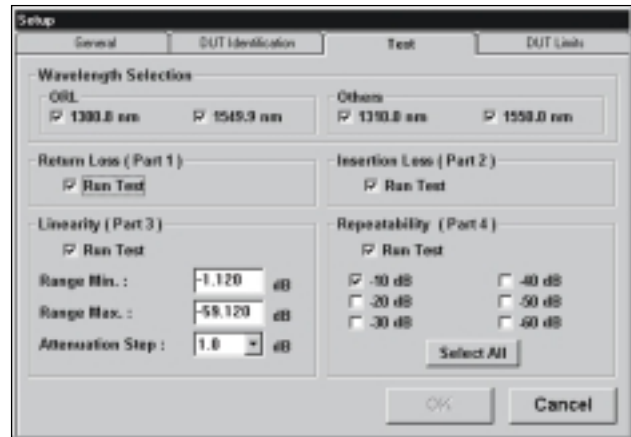 Setup
General DUT Identification Test DUT Limits
Wavelength Selection
ORL
1300.0 nm 1549.9 nm
Others
1310.0 nm 1550.0 nm
Return Loss ( Part 1 )
Run Test
Insertion Loss ( Part 2 )
Run Test
Linearity ( Part 3 )
Run Test
Range Min. : -1.120 dB
Range Max. : -59.120 dB
Attenuation Step : 1.0 dB
Repeatability ( Part 4 )
Run Test
-10 dB -40 dB
-20 dB -50 dB
-30 dB -60 dB
Select All
OK Cancel